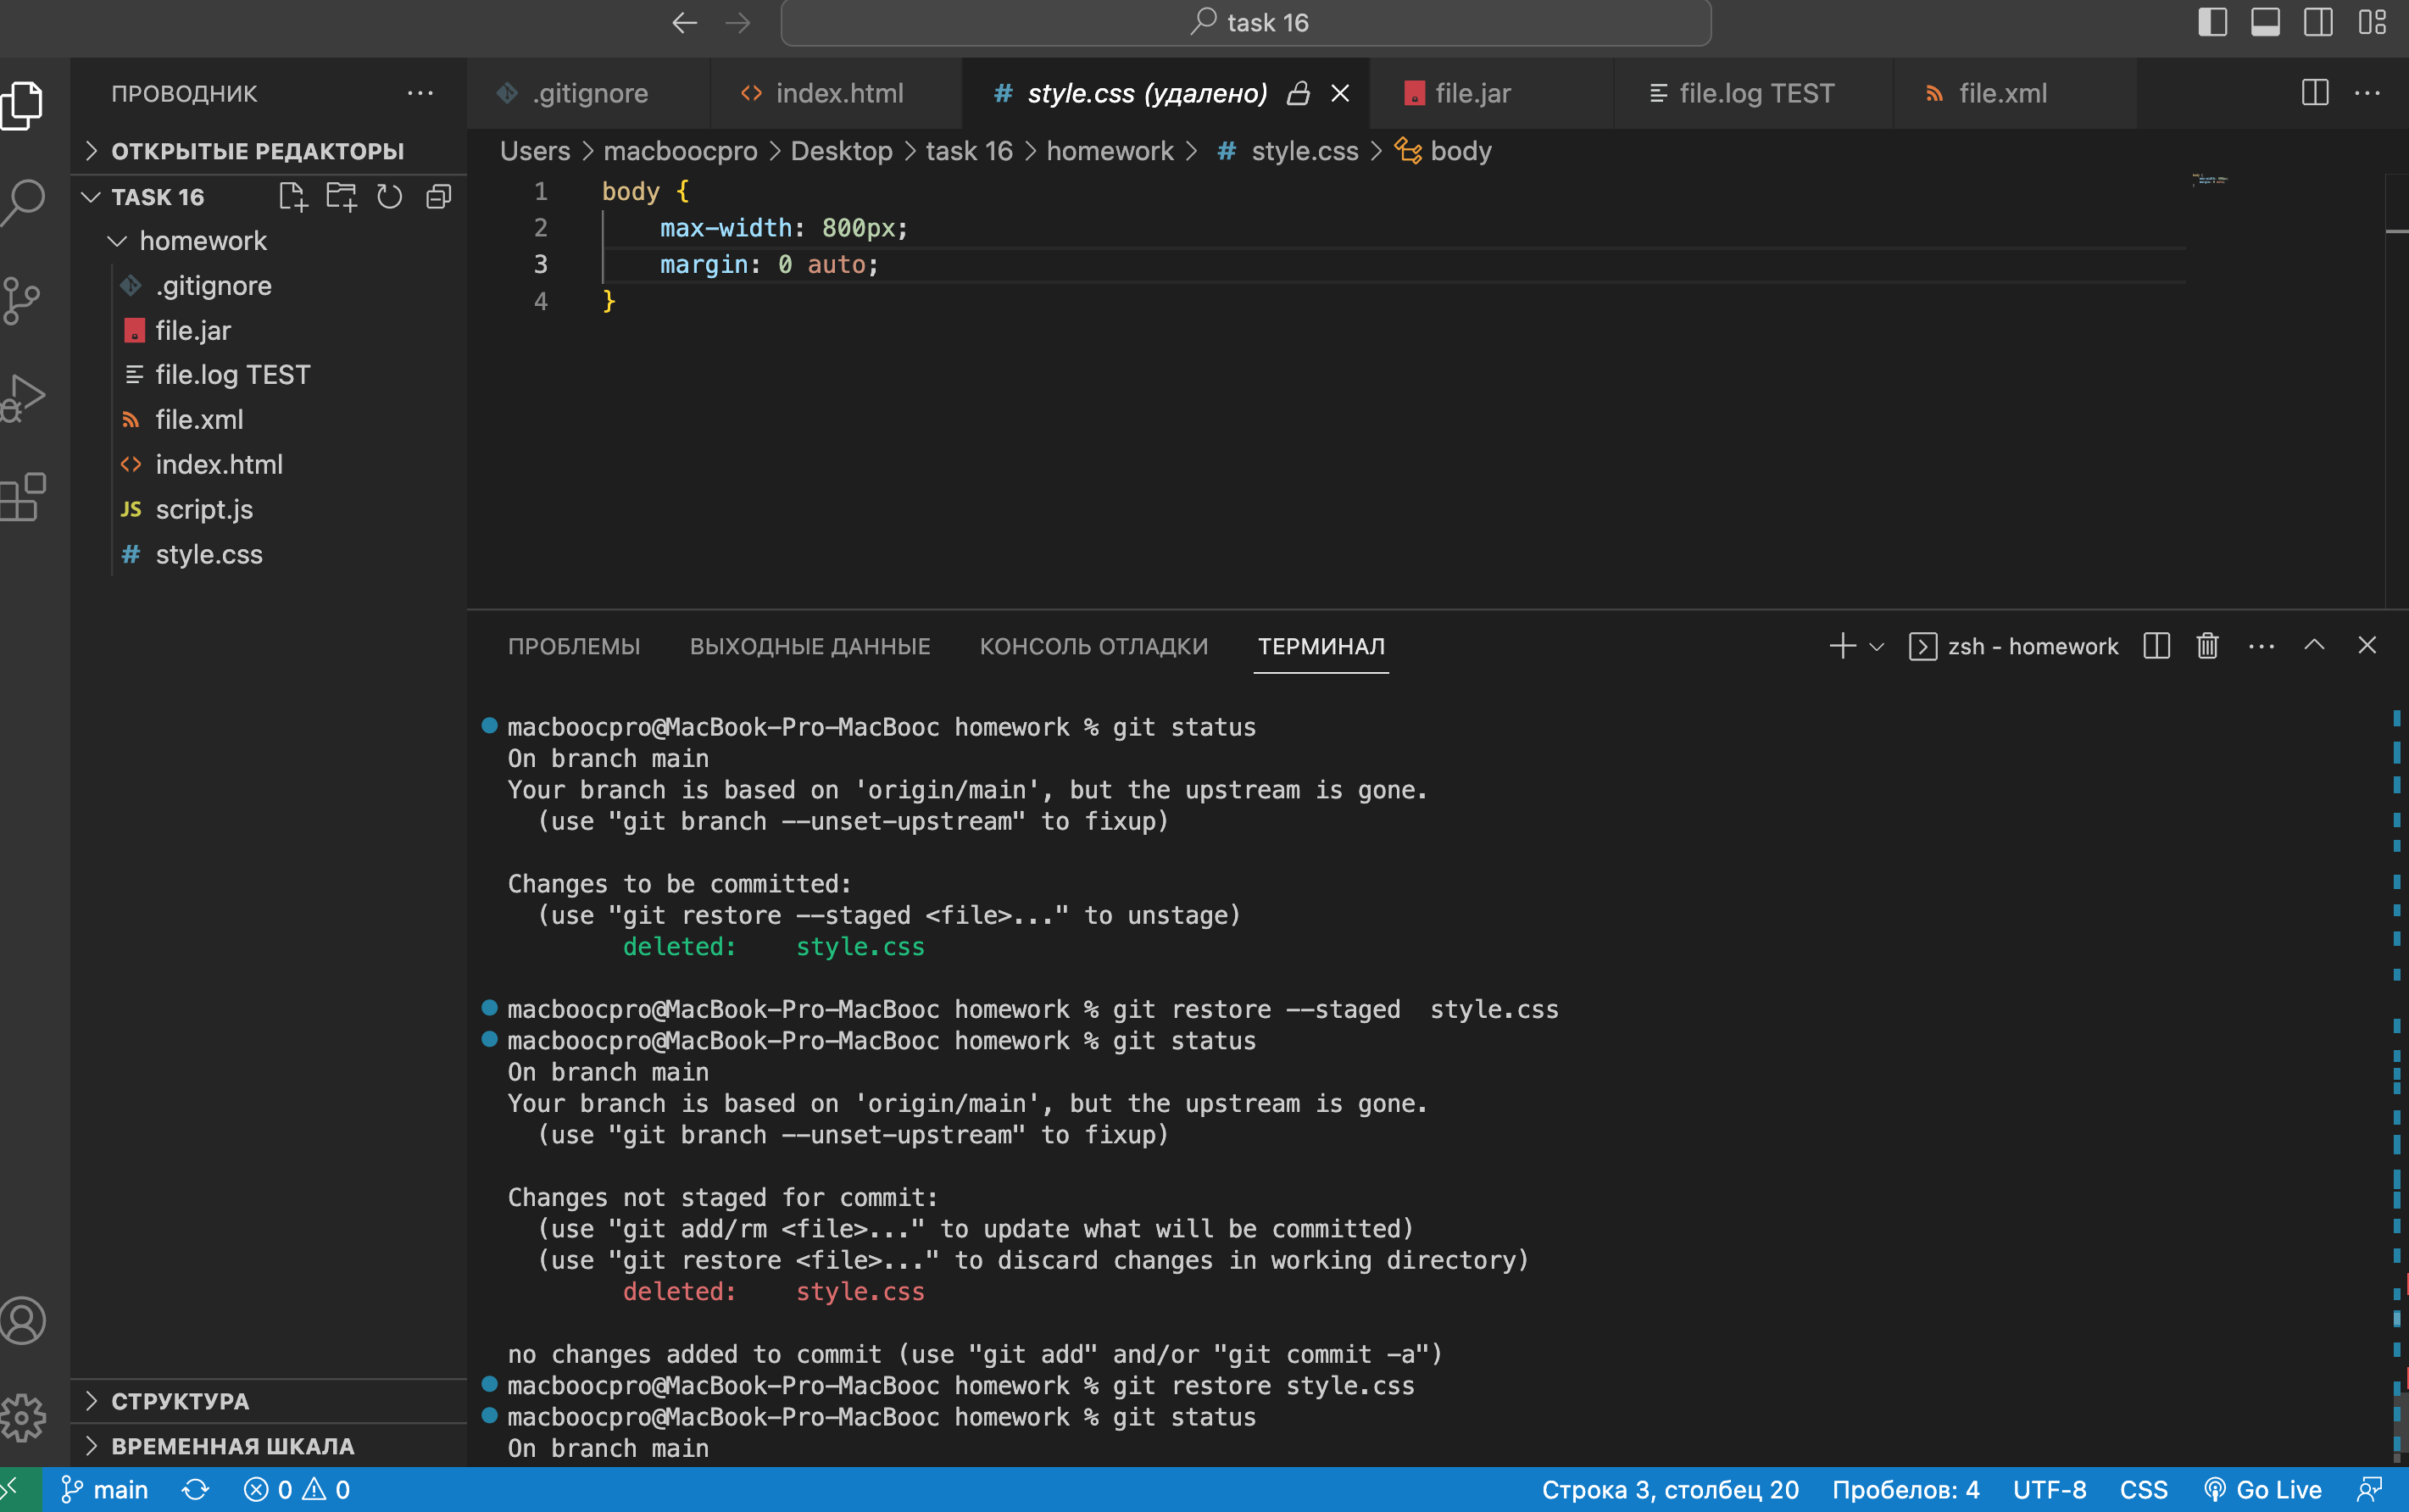 task 16
ПРОВОДНИК
.gitignore
index.html
# style.css (удалено)
file.jar
file.log TEST
file.xml
ОТКРЫТЫЕ РЕДАКТОРЫ
Users > macboocpro > Desktop > task 16 > homework > # style.css > body
TASK 16
homework
.gitignore
file.jar
file.log TEST
file.xml
index.html
JS script.js
# style.css
1 body {
2 max-width: 800px;
3 margin: 0 auto;
4 }
ПРОБЛЕМЫ ВЫХОДНЫЕ ДАННЫЕ КОНСОЛЬ ОТЛАДКИ ТЕРМИНАЛ
zsh - homework
macboocpro@MacBook-Pro-MacBooc homework % git status
On branch main
Your branch is based on 'origin/main', but the upstream is gone.
(use "git branch --unset-upstream" to fixup)
Changes to be committed:
(use "git restore --staged <file>..." to unstage)
deleted: style.css
macboocpro@MacBook-Pro-MacBooc homework % git restore --staged  style.css
macboocpro@MacBook-Pro-MacBooc homework % git status
On branch main
Your branch is based on 'origin/main', but the upstream is gone.
(use "git branch --unset-upstream" to fixup)
Changes not staged for commit:
(use "git add/rm <file>..." to update what will be committed)
(use "git restore <file>..." to discard changes in working directory)
deleted: style.css
no changes added to commit (use "git add" and/or "git commit -a")
macboocpro@MacBook-Pro-MacBooc homework % git restore style.css
macboocpro@MacBook-Pro-MacBooc homework % git status
On branch main
СТРУКТУРА
ВРЕМЕННАЯ ШКАЛА
main 0 0
Строка 3, столбец 20 Пробелов: 4 UTF-8 CSS Go Live